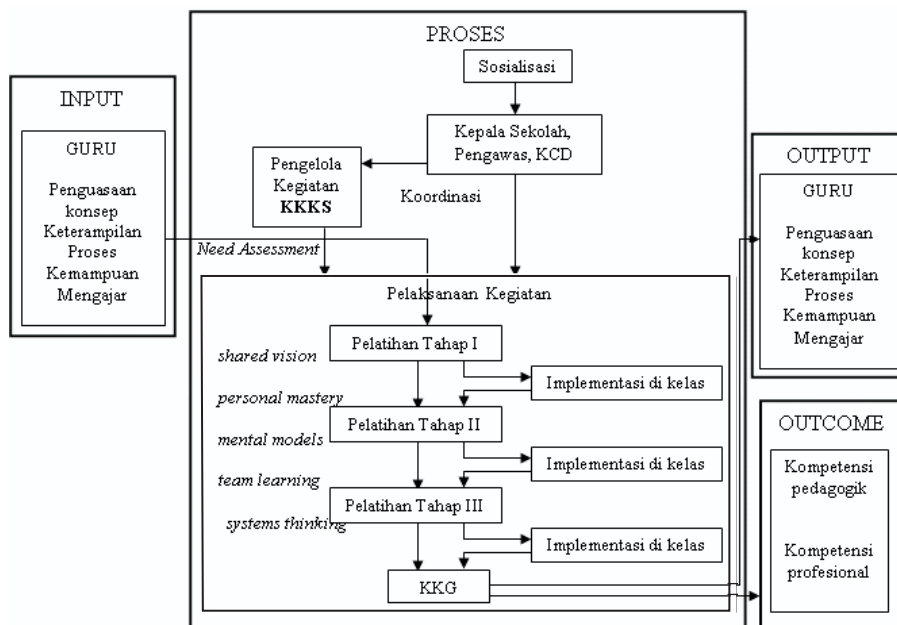 INPUT
GURU
Penguasaan
konsep
Keterampilan
Proses
Kemampuan
Mengajar
PROSES
Sosialisasi
Kepala Sekolah,
Pengawas, KCD
Pengelola
Kegiatan
KKKS
Koordinasi
Need Assessment
Pelaksanaan Kegiatan
Pelatihan Tahap I
shared vision
Implementasi di kelas
personal mastery
Pelatihan Tahap II
mental models
Implementasi di kelas
team learning
Pelatihan Tahap III
systems thinking
Implementasi di kelas
KKG
OUTPUT
GURU
Penguasaan
konsep
Keterampilan
Proses
Kemampuan
Mengajar
OUTCOME
Kompetensi
pedagogik
Kompetensi
profesional